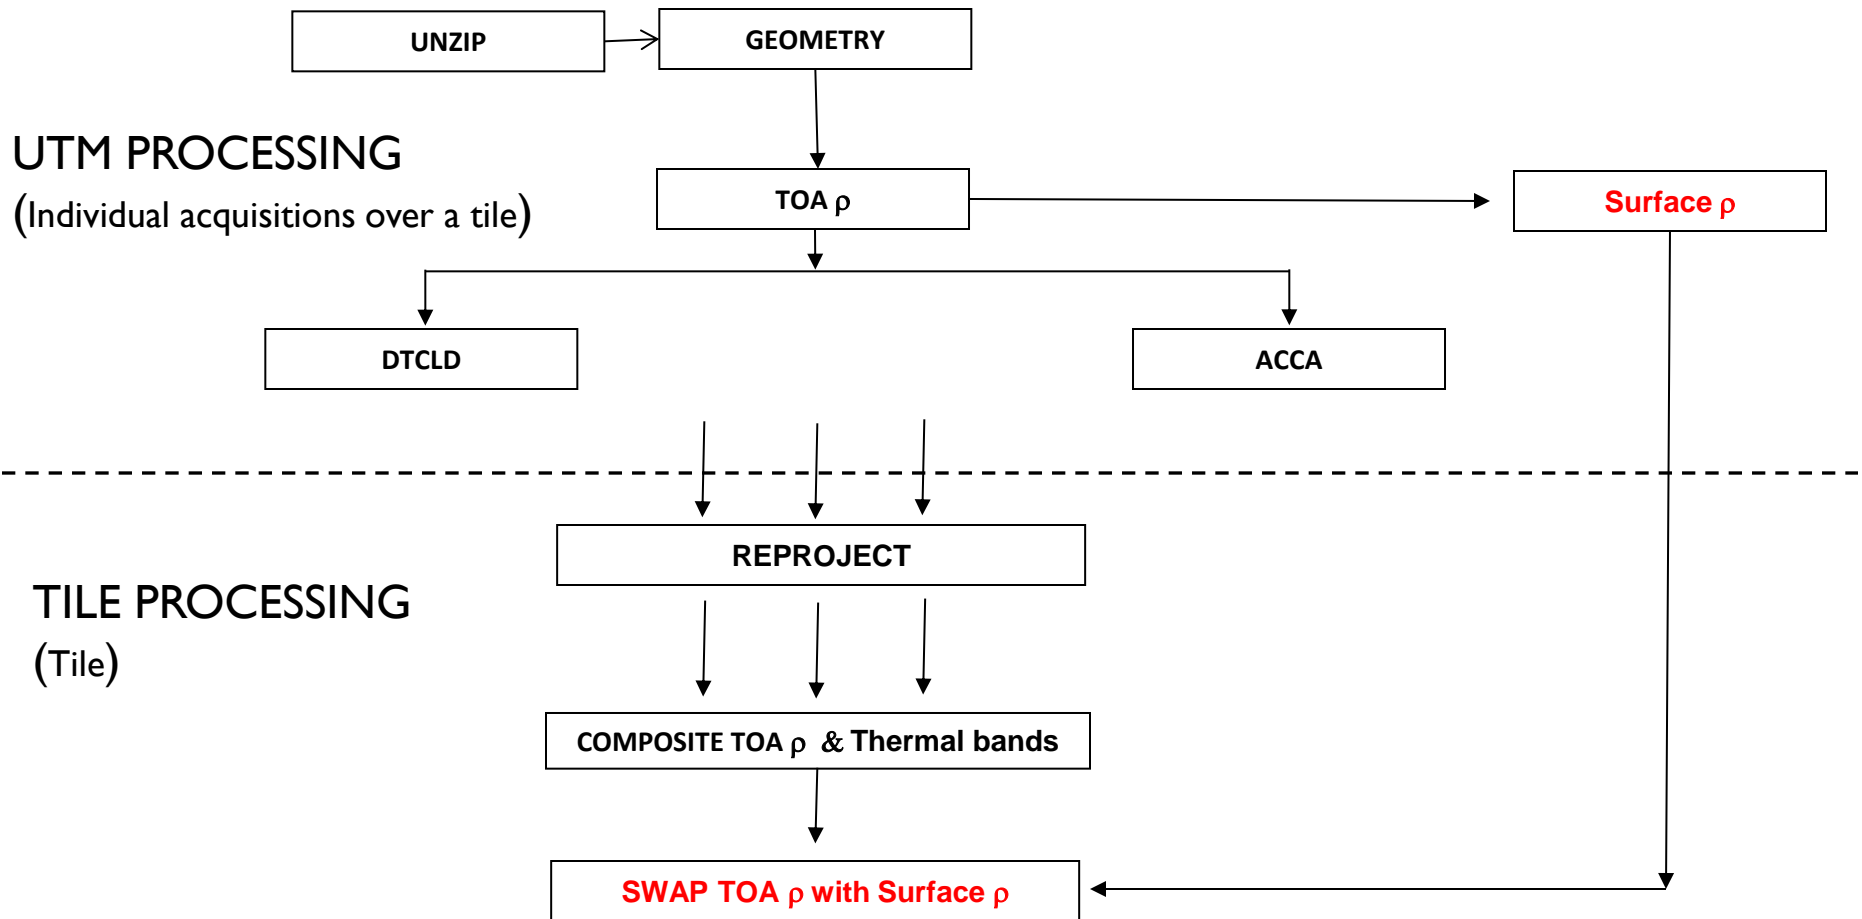 UNZIP
GEOMETRY
UTM PROCESSING
(Individual acquisitions over a tile)
TOA ρ
Surface ρ
DTCLD
ACCA
REPROJECT
TILE PROCESSING
(Tile)
COMPOSITE TOA ρ & Thermal bands
SWAP TOA ρ with Surface ρ